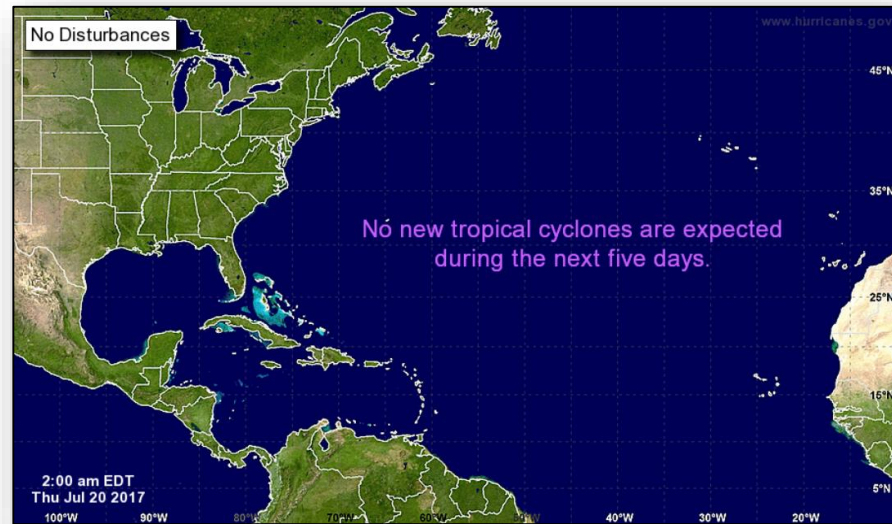 No Disturbances
www.hurricanes.gov
45°N
35°N
No new tropical cyclones are expected
during the next five days.
25°N
15°N
2:00 am EDT
Thu Jul 20 2017
5°N
100°W 90°W 80°W 70°W 60°W 50°W 40°W 30°W 20°W